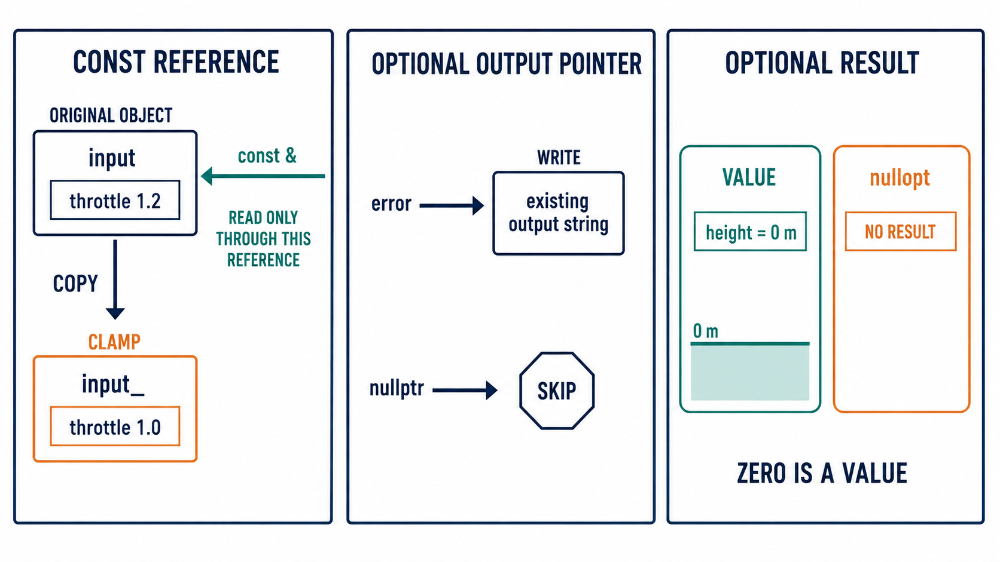 CONST REFERENCE
ORIGINAL OBJECT
input
throttle 1.2
const &
READ ONLY
THROUGH THIS
REFERENCE
COPY
CLAMP
input_
throttle 1.0
OPTIONAL OUTPUT POINTER
WRITE
error
existing
output string
nullptr
SKIP
OPTIONAL RESULT
VALUE
height = 0 m
0 m
nullopt
NO RESULT
ZERO IS A VALUE